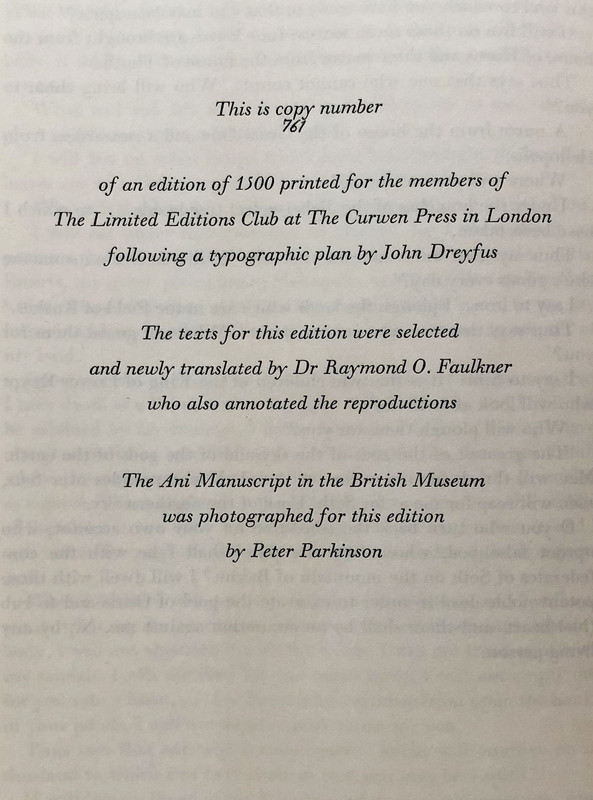 This is copy number
761
of an edition of 1500 printed for the members of
The Limited Editions Club at The Curwen Press in London
following a typographic plan by John Dreyfus
The texts for this edition were selected
and newly translated by Dr Raymond O. Faulkner
who also annotated the reproductions
The Ani Manuscript in the British Museum
was photographed for this edition
by Peter Parkinson